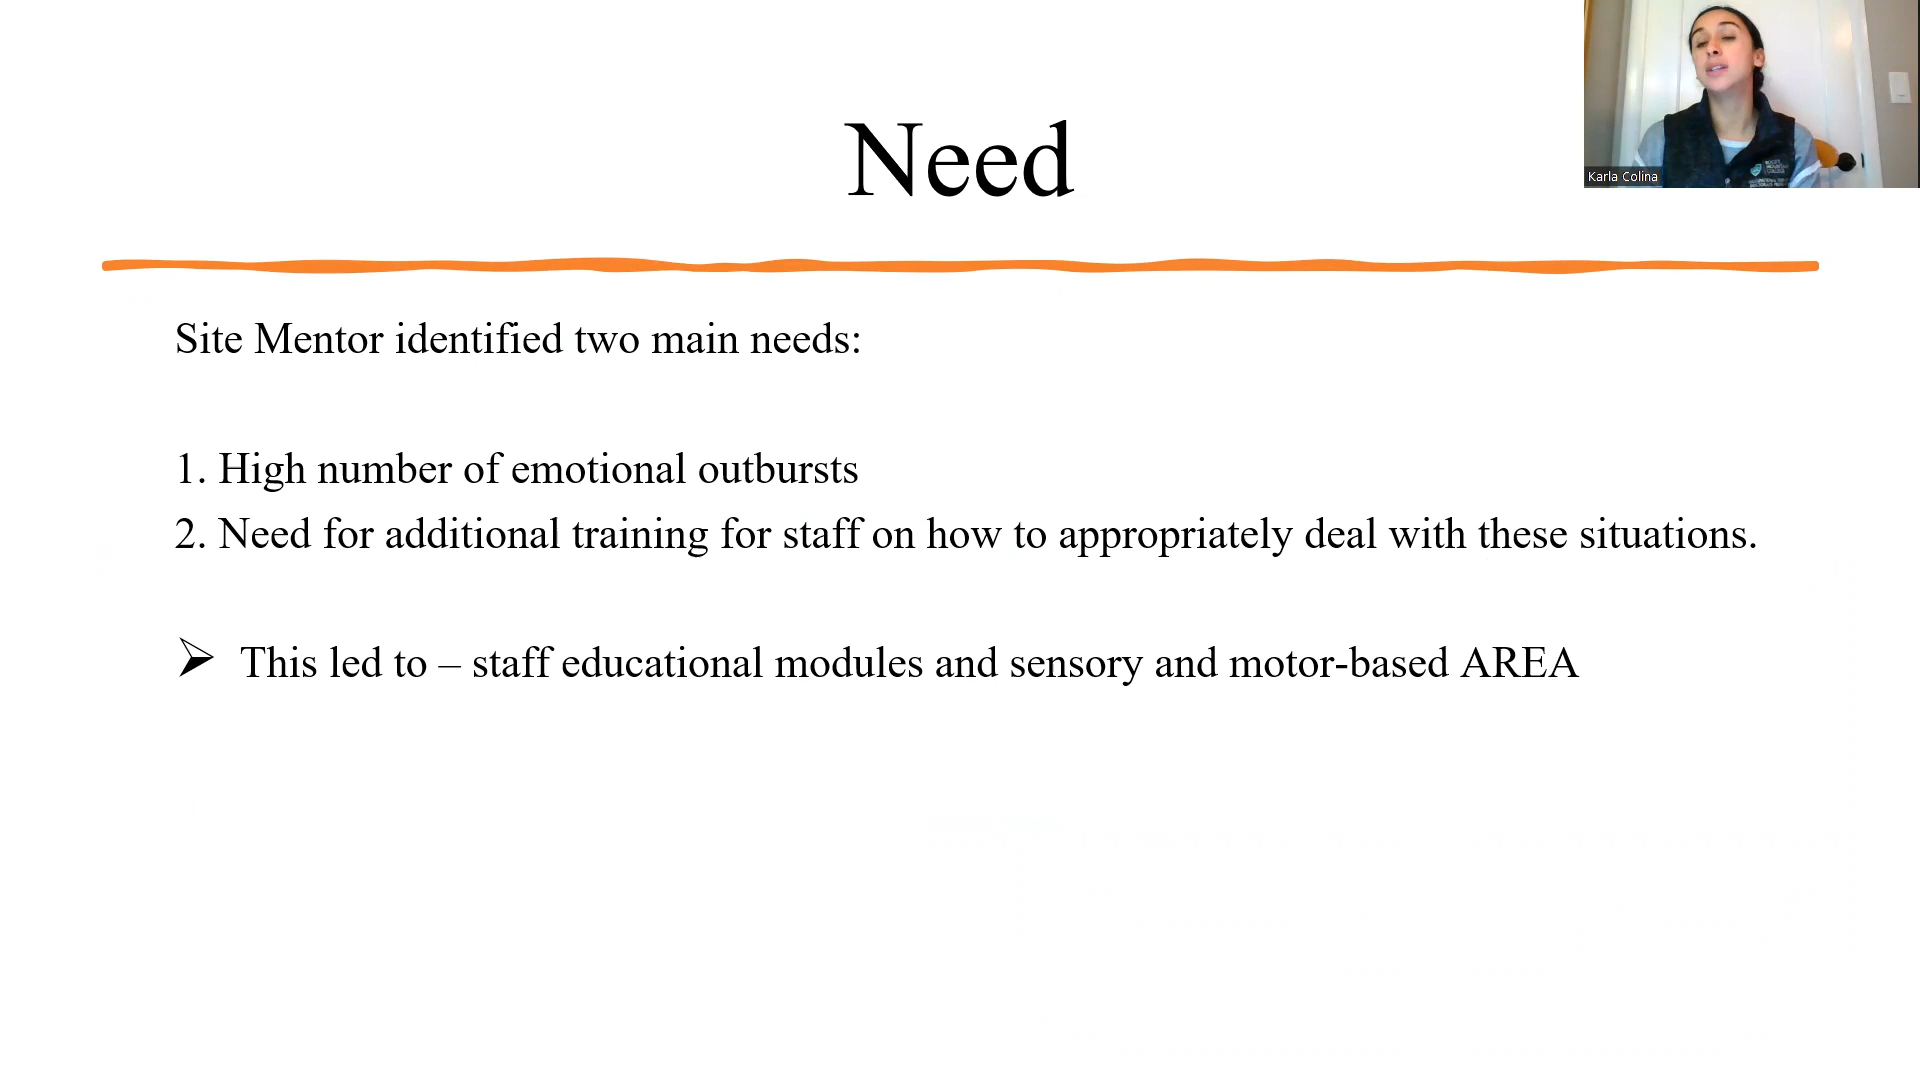 Need
Karla Colina
Site Mentor identified two main needs:
1. High number of emotional outbursts
2. Need for additional training for staff on how to appropriately deal with these situations.
➢ This led to – staff educational modules and sensory and motor-based AREA